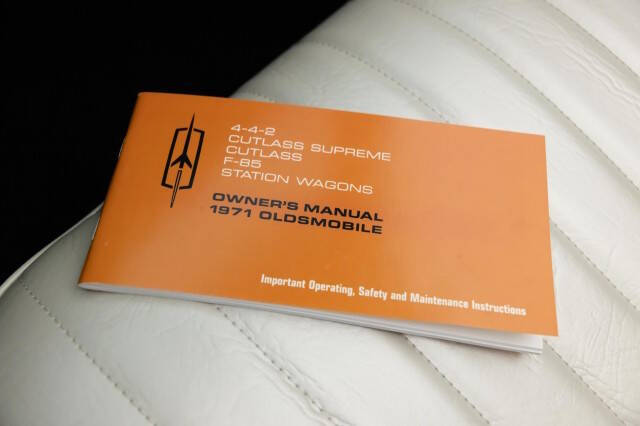 4-4-2
CUTLASS SUPREME
CUTLASS
F-85
STATION WAGONS
OWNER'S MANUAL
1971 OLDSMOBILE
Important Operating, Safety and Maintenance Instructions